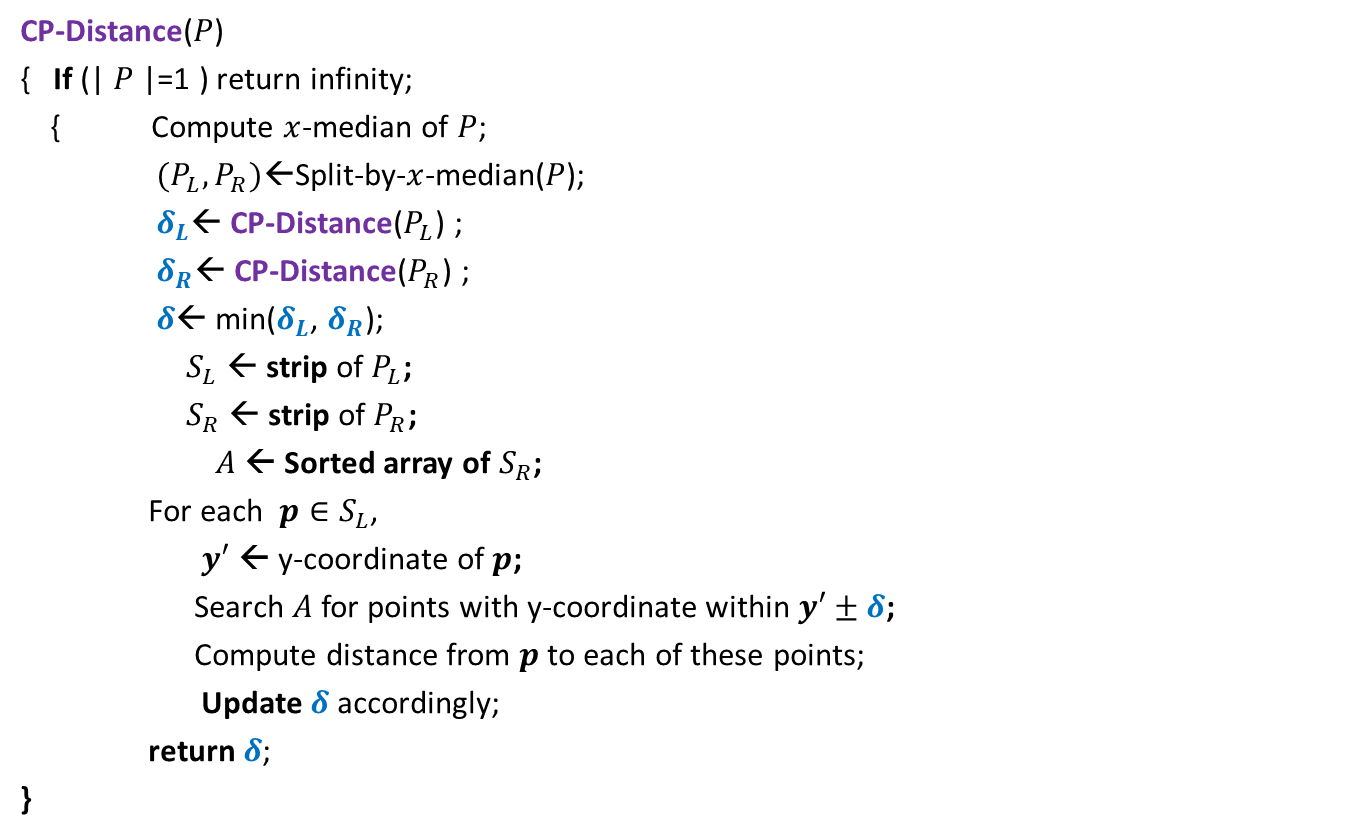 CP-Distance(P)
{ If (| P |=1 ) return infinity;
{ Compute x-median of P;
(P_L, P_R)←Split-by-x-median(P);
δ_L← CP-Distance(P_L) ;
δ_R← CP-Distance(P_R) ;
δ← min(δ_L, δ_R);
S_L ← strip of P_L;
S_R ← strip of P_R;
A ← Sorted array of S_R;
For each p ∈ S_L,
y′ ← y-coordinate of p;
Search A for points with y-coordinate within y′ ± δ;
Compute distance from p to each of these points;
Update δ accordingly;
return δ;
}